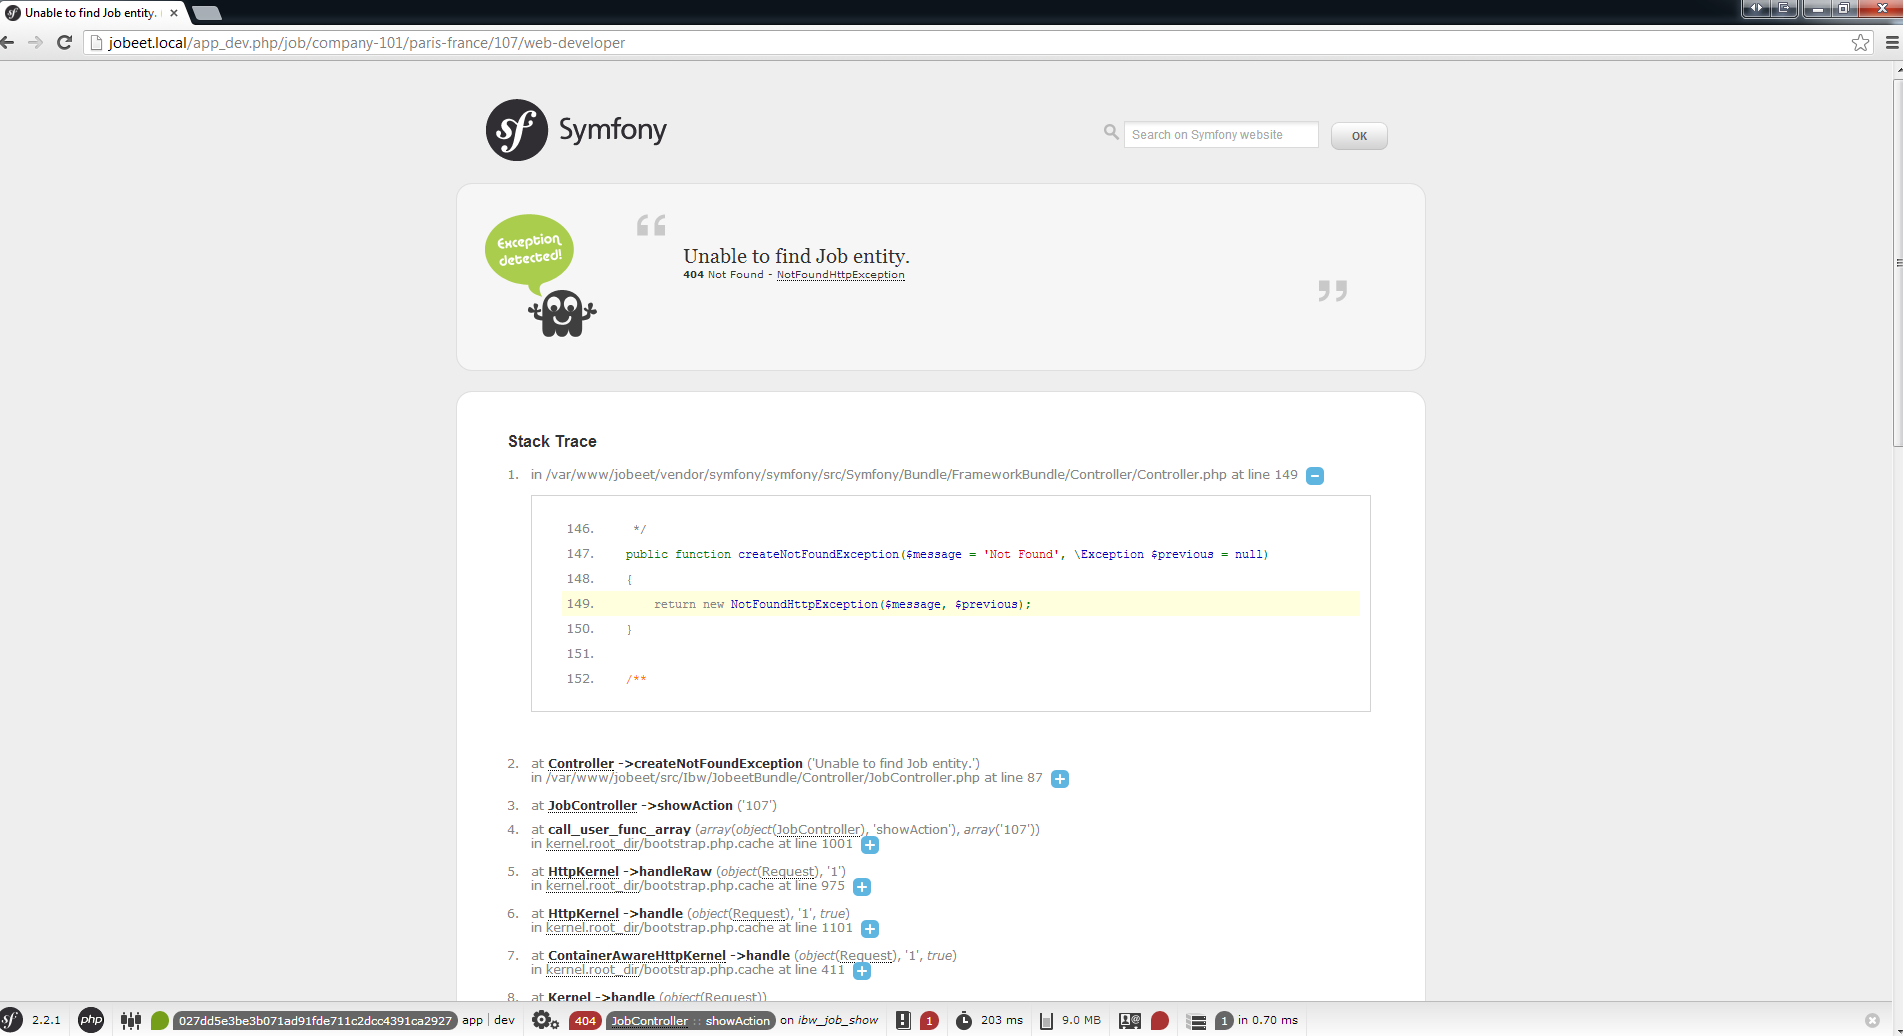 Unable to find Job entity.
jobeet.local/app_dev.php/job/company-101/paris-france/107/web-developer
sf Symfony
Search on Symfony website
OK
Exception
detected!
“
Unable to find Job entity.
404 Not Found - NotFoundHttpException
”
Stack Trace
1. in /var/www/jobeet/vendor/symfony/symfony/src/Symfony/Bundle/FrameworkBundle/Controller/Controller.php at line 149
146. */
147. public function createNotFoundException($message = 'Not Found', \Exception $previous = null)
148. {
149. return new NotFoundHttpException($message, $previous);
150. }
151.
152. /**
2. at Controller ->createNotFoundException ('Unable to find Job entity.')
in /var/www/jobeet/src/Ibw/JobeetBundle/Controller/JobController.php at line 87
3. at JobController ->showAction ('107')
4. at call_user_func_array (array(object(JobController), 'showAction'), array('107'))
in kernel.root_dir/bootstrap.php.cache at line 1001
5. at HttpKernel ->handleRaw (object(Request), '1')
in kernel.root_dir/bootstrap.php.cache at line 975
6. at HttpKernel ->handle (object(Request), '1', true)
in kernel.root_dir/bootstrap.php.cache at line 1101
7. at ContainerAwareHttpKernel ->handle (object(Request), '1', true)
in kernel.root_dir/bootstrap.php.cache at line 411
8. at Kernel ->handle (object(Request))
sf 2.2.1 php 027dd5e3be3b071ad91fde711c2dcc4391ca2927 app | dev 404 JobController :: showAction on ibw_job_show 1 203 ms 9.0 MB 1 in 0.70 ms